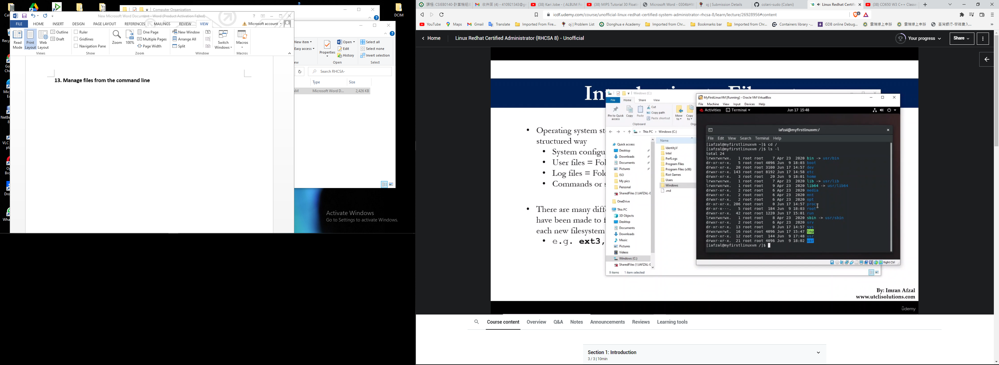 Computer Organization
DCIM
New Microsoft Word Document - Word (Product Activation Failed)
FILE HOME INSERT DESIGN PAGE LAYOUT REFERENCES MAILINGS REVIEW VIEW Microsoft account
Read Mode
Print Layout
Web Layout
Outline
Draft
Views
Ruler
Gridlines
Navigation Pane
Show
Zoom
100%
One Page
Multiple Pages
Page Width
Zoom
New Window
Arrange All
Split
Window
Switch Windows
Macros
Macros
13. Manage files from the command line
New item
Easy access
Properties
Open
Edit
History
Open
Select all
Select none
Invert selection
Select
Search RHCSA-
Type Size
AM Microsoft Word D... 2,426 KB
Activate Windows
Go to Settings to activate Windows.
課程: CSIEB0140-計算機組
收件匣 (4) - 410921343@g
(38) Kari Jobe - ( ALBUM Fo
(38) MIPS Tutorial 30 Floati
Microsoft Word - 0304bHV
oj | Submission Details
colani-sudo (Colani)
Linux Redhat Certifi
(38) CO650 W3 C++ Classe
icdf.udemy.com/course/unofficial-linux-redhat-certified-system-administrator-rhcsa-8/learn/lecture/26928956#content
YouTube Maps Gmail Translate Imported From Fire... oj | Problem List Donghua e Academy Imported from Chr... Bookmarks bar Imported from Chr... Containers library -... GDB online Debug... 雲端線上申辦 雲端線上申辦 臺灣銀行-學雜費入...
Home Linux Redhat Certified Administrator (RHCSA 8) - Unofficial Your progress Share
Operating system st
structured way
System configu
User files = Fol
Log files = Fold
Commands or s
There are many diff
have been made to f
each new filesystem
e.g. ext3,
Windows (C:)
File Home Share View
Pin to Quick access
Copy
Paste
Cut
Copy path
Paste shortcut
Clipboard
Move to
Copy to
Org
This PC › Windows (C:)
Quick access
Desktop
Downloads
Documents
Pictures
ISO
My pics
Personal
SharedFiles (\\IAFZAL-D
OneDrive
This PC
3D Objects
Desktop
Documents
Downloads
Music
Pictures
Videos
Windows (C:)
SharedFiles (\\IAFZAL-D
Name
IdentityV
Intel
PerfLogs
Program Files
Program Files (x86)
Riot Games
Users
Windows
.rnd
9 items 1 item selected
MyFirstLinuxVM [Running] - Oracle VM VirtualBox
File Machine View Input Devices Help
Activities Terminal Jun 17 15:48
iafzal@myfirstlinuxvm:/
File Edit View Search Terminal Help
[iafzal@myfirstlinuxvm ~]$ cd /
[iafzal@myfirstlinuxvm /]$ ls -l
total 24
lrwxrwxrwx. 1 root root 7 Apr 23 2020 bin -> usr/bin
dr-xr-xr-x. 5 root root 4096 Jun 9 18:03 boot
drwxr-xr-x. 20 root root 3100 Jun 17 14:57 dev
drwxr-xr-x. 143 root root 8192 Jun 17 14:58 etc
drwxr-xr-x. 3 root root 20 Jun 9 18:01 home
lrwxrwxrwx. 1 root root 7 Apr 23 2020 lib -> usr/lib
lrwxrwxrwx. 1 root root 9 Apr 23 2020 lib64 -> usr/lib64
drwxr-xr-x. 2 root root 6 Apr 23 2020 media
drwxr-xr-x. 2 root root 6 Apr 23 2020 mnt
drwxr-xr-x. 2 root root 6 Apr 23 2020 opt
dr-xr-xr-x. 206 root root 0 Jun 17 14:57 proc
dr-xr-x---. 5 root root 184 Jun 9 18:03 root
drwxr-xr-x. 42 root root 1220 Jun 17 15:01 run
lrwxrwxrwx. 1 root root 8 Apr 23 2020 sbin -> usr/sbin
drwxr-xr-x. 2 root root 6 Apr 23 2020 srv
dr-xr-xr-x. 13 root root 0 Jun 17 14:57 sys
drwxrwxrwt. 16 root root 4096 Jun 17 15:47 tmp
drwxr-xr-x. 12 root root 144 Jun 9 17:48 usr
drwxr-xr-x. 21 root root 4096 Jun 9 18:02 var
[iafzal@myfirstlinuxvm /]$
Right Ctrl
By: Imran Afzal
www.utclisolutions.com
ûdemy
Course content Overview Q&A Notes Announcements Reviews Learning tools
Section 1: Introduction
3 / 3 | 10min